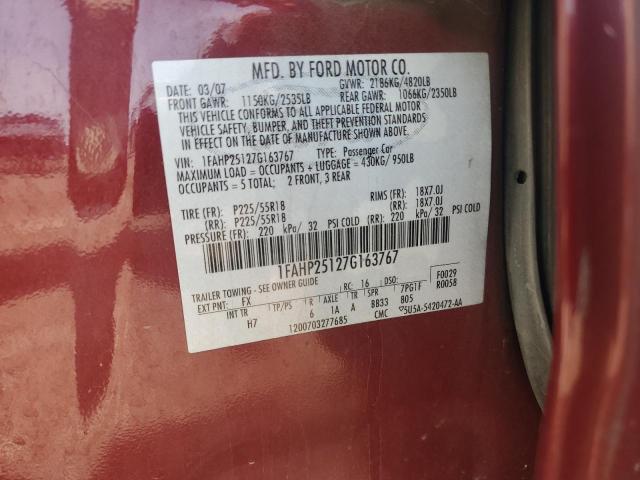 MFD. BY FORD MOTOR CO.
DATE: 03/07 GVWR: 2186KG/4820LB
FRONT GAWR: 1150KG/2535LB REAR GAWR: 1066KG/2350LB
THIS VEHICLE CONFORMS TO ALL APPLICABLE FEDERAL MOTOR
VEHICLE SAFETY, BUMPER, AND THEFT PREVENTION STANDARDS
IN EFFECT ON THE DATE OF MANUFACTURE SHOWN ABOVE.
VIN: 1FAHP25127G163767 TYPE: Passenger Car
MAXIMUM LOAD = OCCUPANTS + LUGGAGE = 430KG/ 950LB
OCCUPANTS = 5 TOTAL: 2 FRONT, 3 REAR
TIRE (FR): P225/55R18 RIMS (FR): 18X7.0J
(RR): P225/55R18 (RR): 18X7.0J
PRESSURE (FR): 220 kPa/ 32 PSI COLD (RR): 220 kPa/ 32 PSI COLD
1FAHP25127G163767
TRAILER TOWING - SEE OWNER GUIDE
EXT PNT: FX RC: 16 DSO: F0029
INT TR TP/PS R AXLE TR SPR 7PG1F R0058
H7 6 1A A BB33 B05
1200703277685 CMC 5U5A-5420472-AA